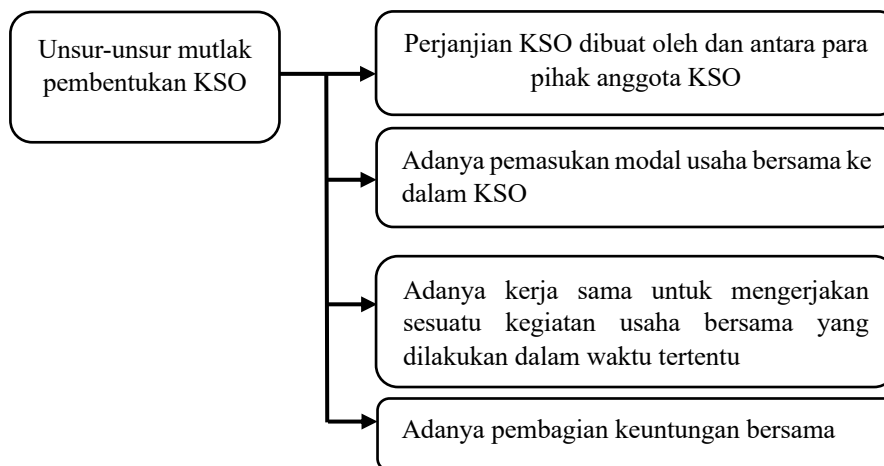 Unsur-unsur mutlak
pembentukan KSO
Perjanjian KSO dibuat oleh dan antara para
pihak anggota KSO
Adanya pemasukan modal usaha bersama ke
dalam KSO
Adanya kerja sama untuk mengerjakan
sesuatu kegiatan usaha bersama yang
dilakukan dalam waktu tertentu
Adanya pembagian keuntungan bersama